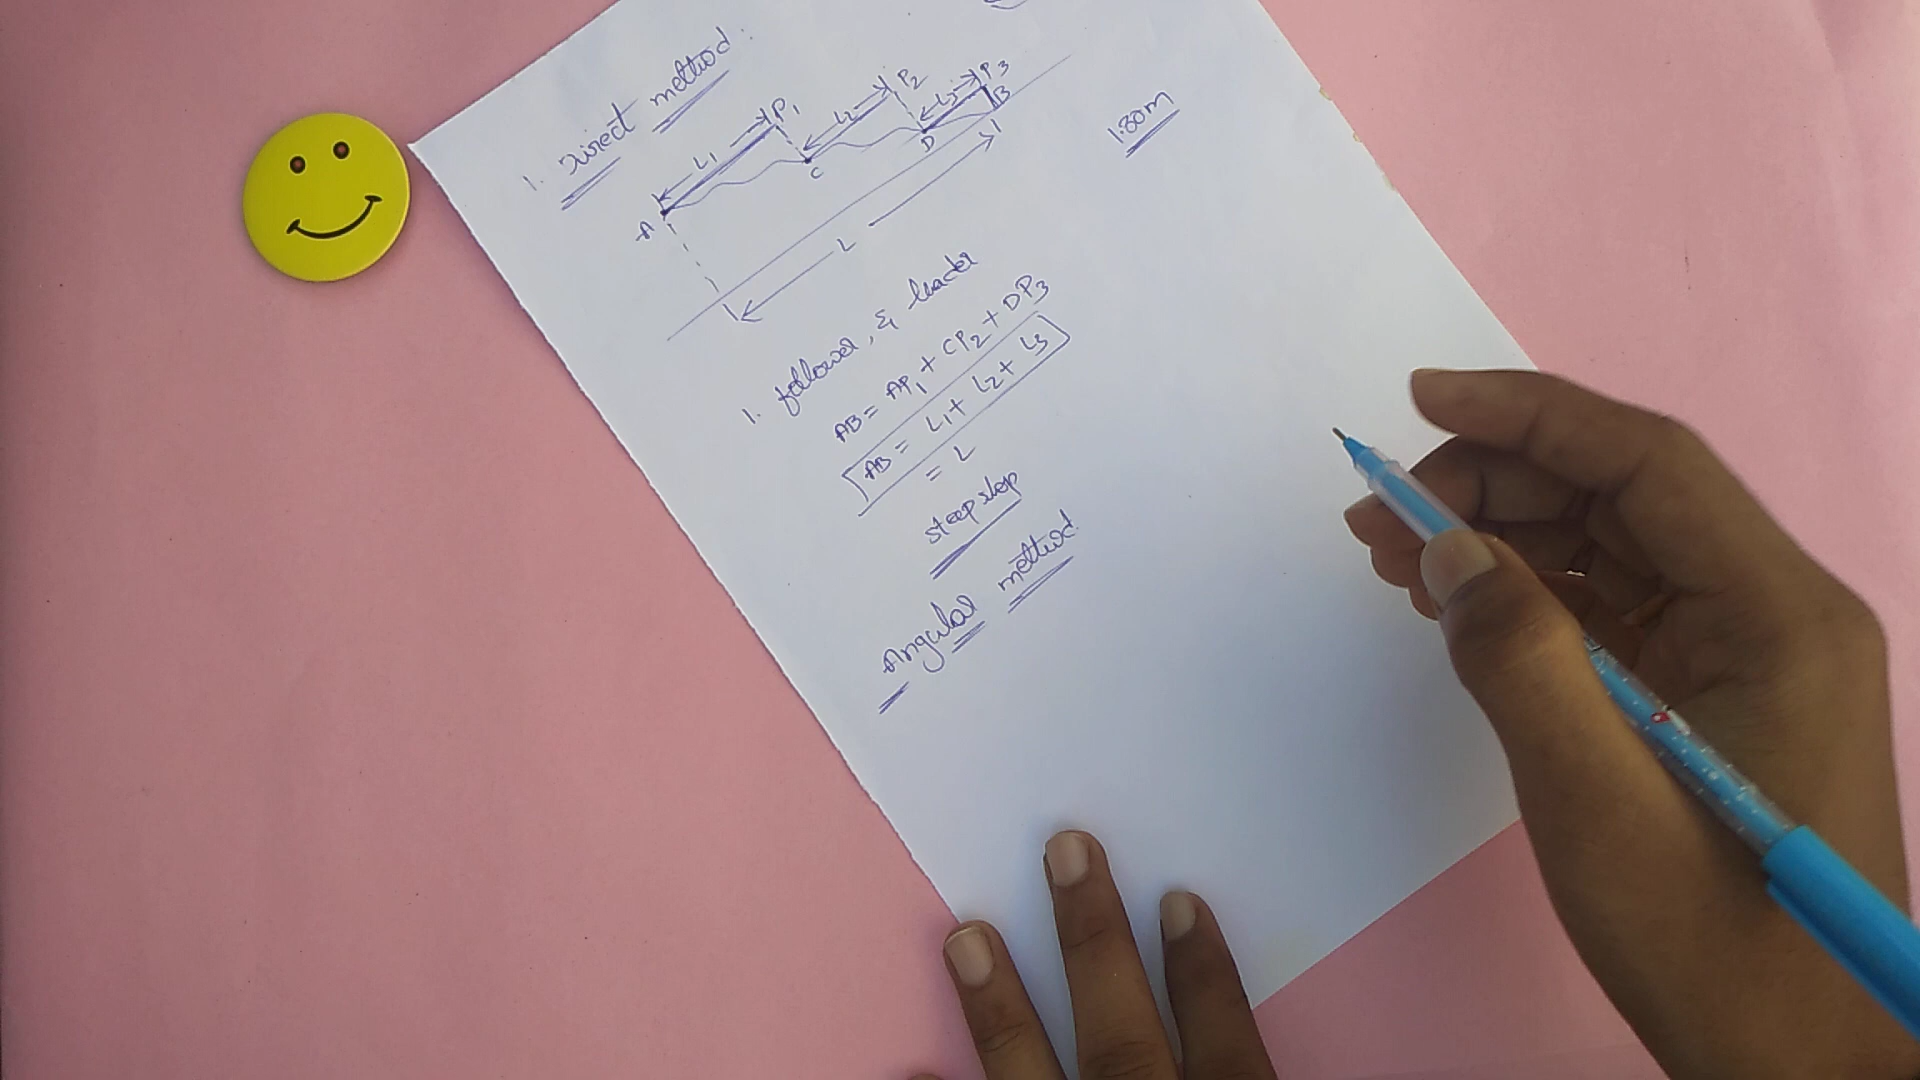 1. Direct method:
P1
P2
P3
L1
L2
L3
A
C
D
B
L
1.80m
1. follower, & leader
AB = AP1 + CP2 + DP3
AB = L1 + L2 + L3
= L
steep slop
Angular method.